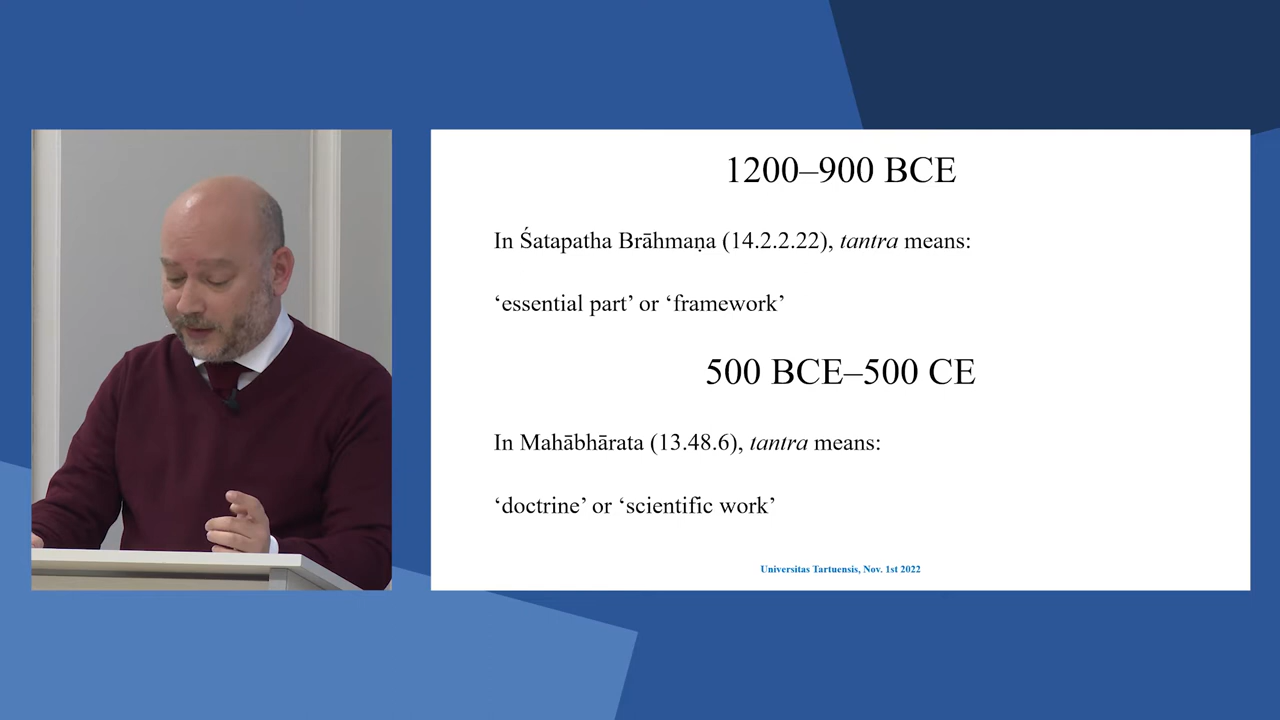 1200–900 BCE
In Śatapatha Brāhmaṇa (14.2.2.22), tantra means:
‘essential part’ or ‘framework’
500 BCE–500 CE
In Mahābhārata (13.48.6), tantra means:
‘doctrine’ or ‘scientific work’
Universitas Tartuensis, Nov. 1st 2022